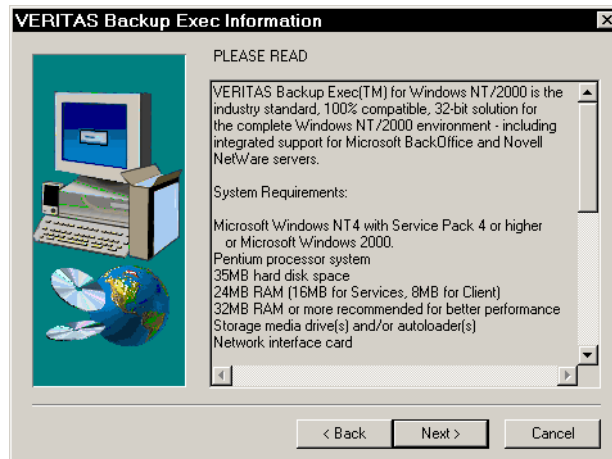 VERITAS Backup Exec Information
PLEASE READ
VERITAS Backup Exec(TM) for Windows NT/2000 is the
industry standard, 100% compatible, 32-bit solution for
the complete Windows NT/2000 environment - including
integrated support for Microsoft BackOffice and Novell
NetWare servers.
System Requirements:
Microsoft Windows NT4 with Service Pack 4 or higher
or Microsoft Windows 2000.
Pentium processor system
35MB hard disk space
24MB RAM (16MB for Services, 8MB for Client)
32MB RAM or more recommended for better performance
Storage media drive(s) and/or autoloader(s)
Network interface card
< Back
Next >
Cancel